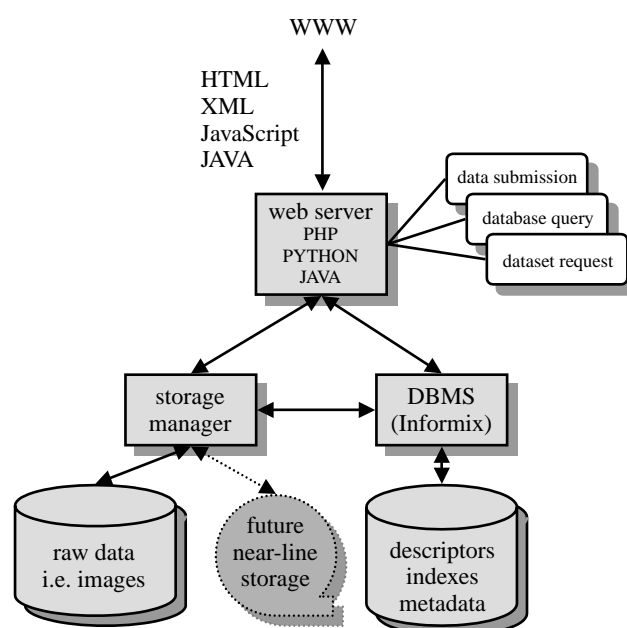 WWW
HTML
XML
JavaScript
JAVA
data submission
database query
dataset request
web server
PHP
PYTHON
JAVA
storage
manager
DBMS
(Informix)
raw data
i.e. images
future
near-line
storage
descriptors
indexes
metadata